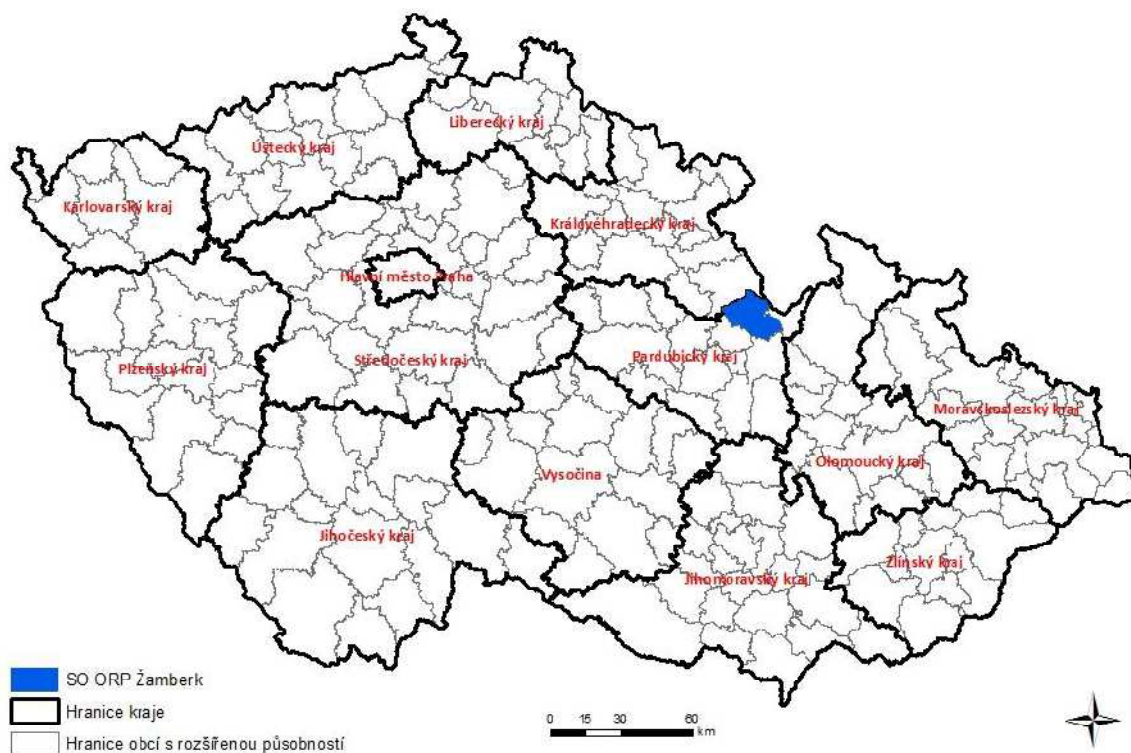 Liberecký kraj
Ústecký kraj
Karlovarský kraj
Královéhradecký kraj
Hlavní město Praha
Plzeňský kraj
Středočeský kraj
Pardubický kraj
Moravskoslezský kraj
Olomoucký kraj
Vysočina
Jihočeský kraj
Zlínský kraj
Jihomoravský kraj
SO ORP Žamberk
Hranice kraje
Hranice obcí s rozšířenou působností
0 15 30 60
km